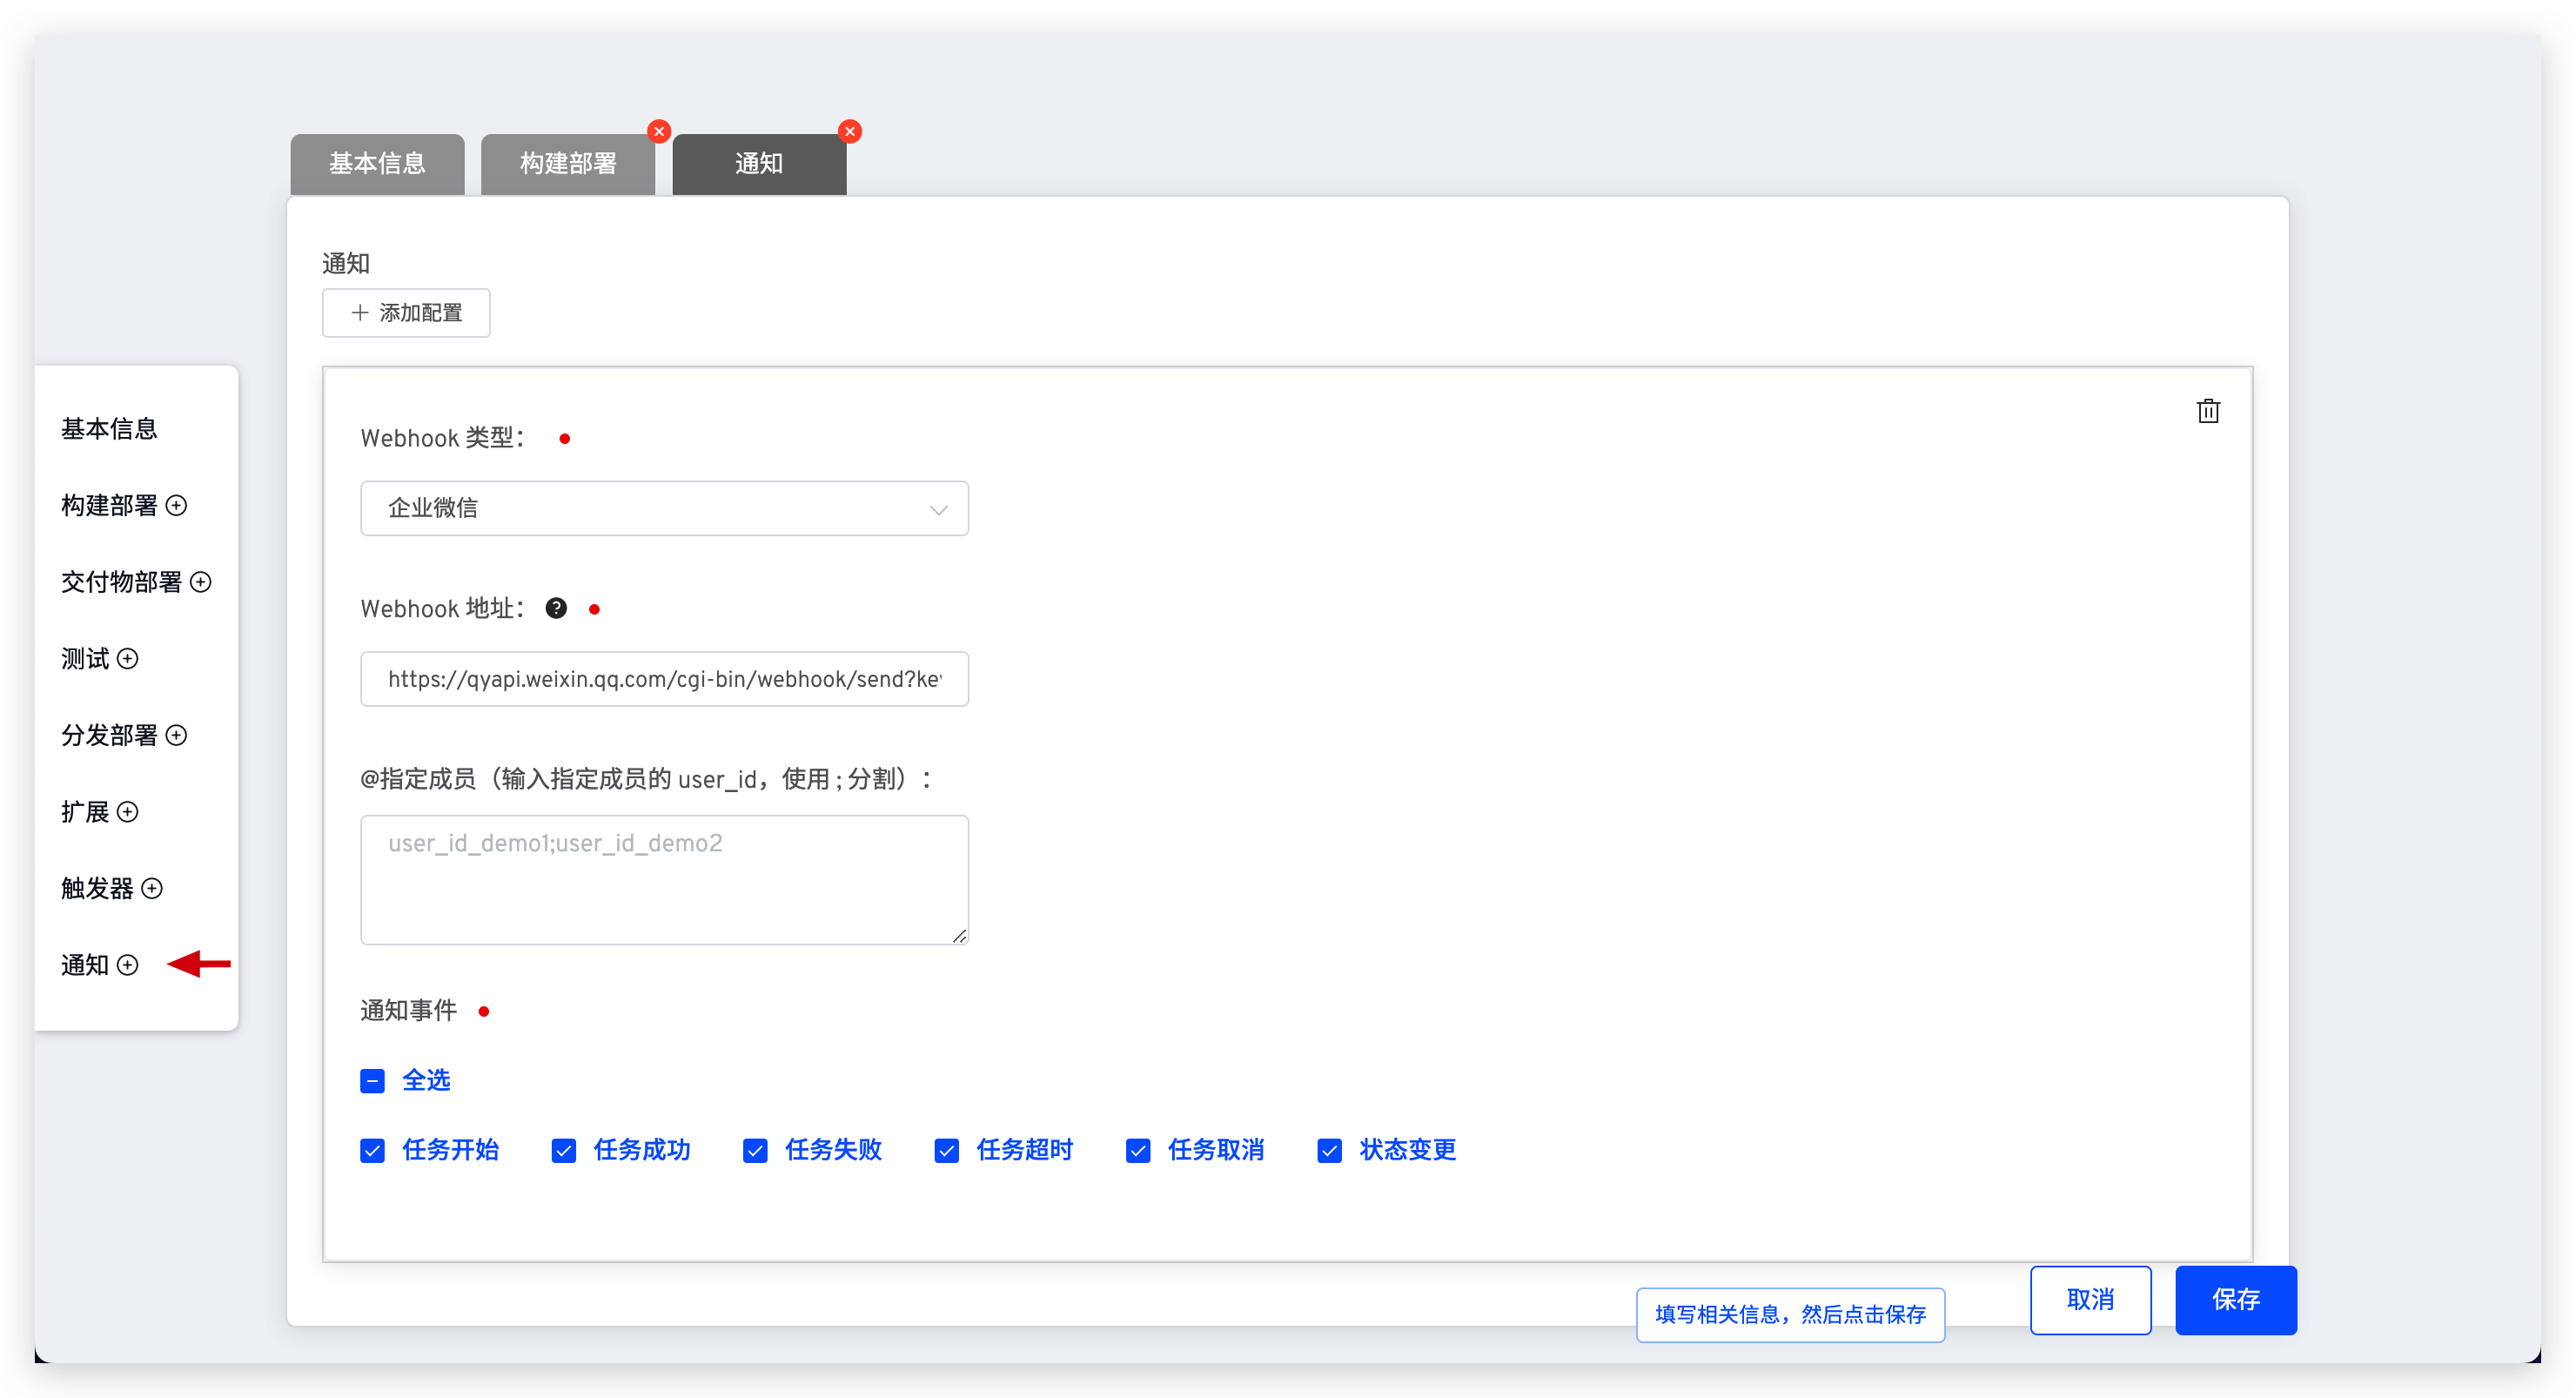 基本信息
构建部署
通知
通知
添加配置
基本信息
构建部署
交付物部署
测试
分发部署
扩展
触发器
通知
Webhook 类型：
企业微信
Webhook 地址：
https://qyapi.weixin.qq.com/cgi-bin/webhook/send?key
@指定成员（输入指定成员的 user_id，使用 ; 分割）：
user_id_demo1;user_id_demo2
通知事件
全选
任务开始 任务成功 任务失败 任务超时 任务取消 状态变更
填写相关信息，然后点击保存
取消
保存